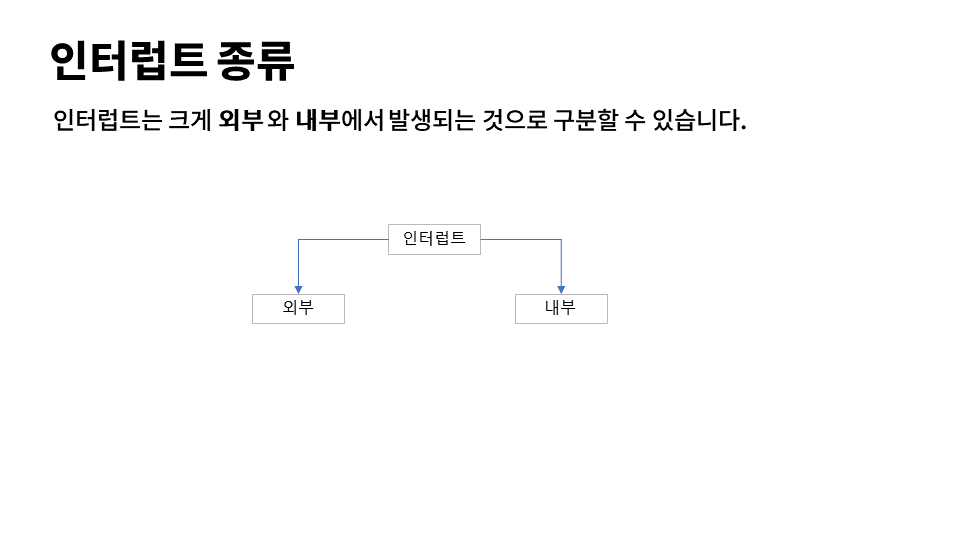 인터럽트 종류
인터럽트는 크게 외부와 내부에서 발생되는 것으로 구분할 수 있습니다.
인터럽트
외부
내부